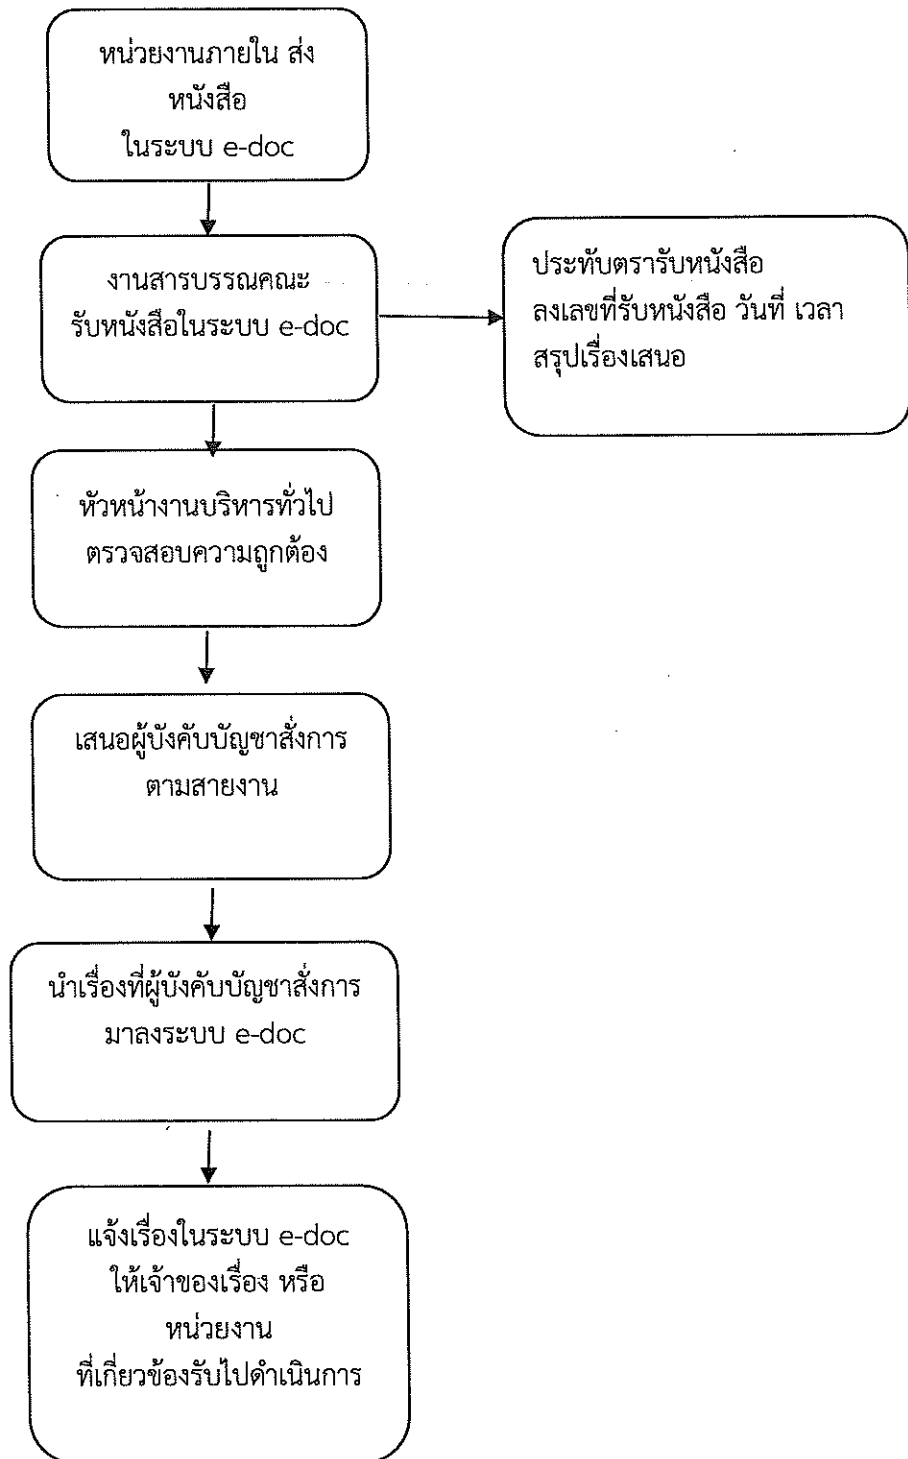 หน่วยงานภายใน ส่ง
หนังสือ
ในระบบ e-doc
งานสารบรรณคณะ
รับหนังสือในระบบ e-doc
ประทับตรารับหนังสือ
ลงเลขที่รับหนังสือ วันที่ เวลา
สรุปเรื่องเสนอ
หัวหน้างานบริหารทั่วไป
ตรวจสอบความถูกต้อง
เสนอผู้บังคับบัญชาสั่งการ
ตามสายงาน
นำเรื่องที่ผู้บังคับบัญชาสั่งการ
มาลงระบบ e-doc
แจ้งเรื่องในระบบ e-doc
ให้เจ้าของเรื่อง หรือ
หน่วยงาน
ที่เกี่ยวข้องรับไปดำเนินการ